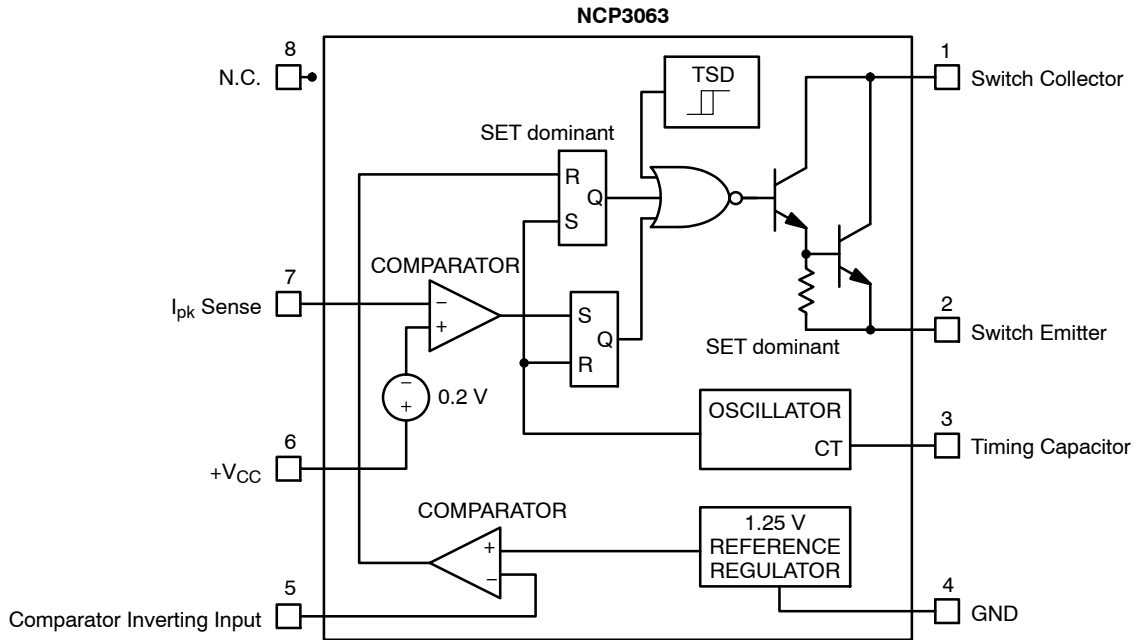 NCP3063
8
N.C.
TSD
1
Switch Collector
SET dominant
R
Q
S
COMPARATOR
7
Ipk Sense
−
+
S
Q
R
−
+
0.2 V
2
Switch Emitter
SET dominant
6
+VCC
OSCILLATOR
CT
3
Timing Capacitor
COMPARATOR
+
−
1.25 V
REFERENCE
REGULATOR
5
Comparator Inverting Input
4
GND